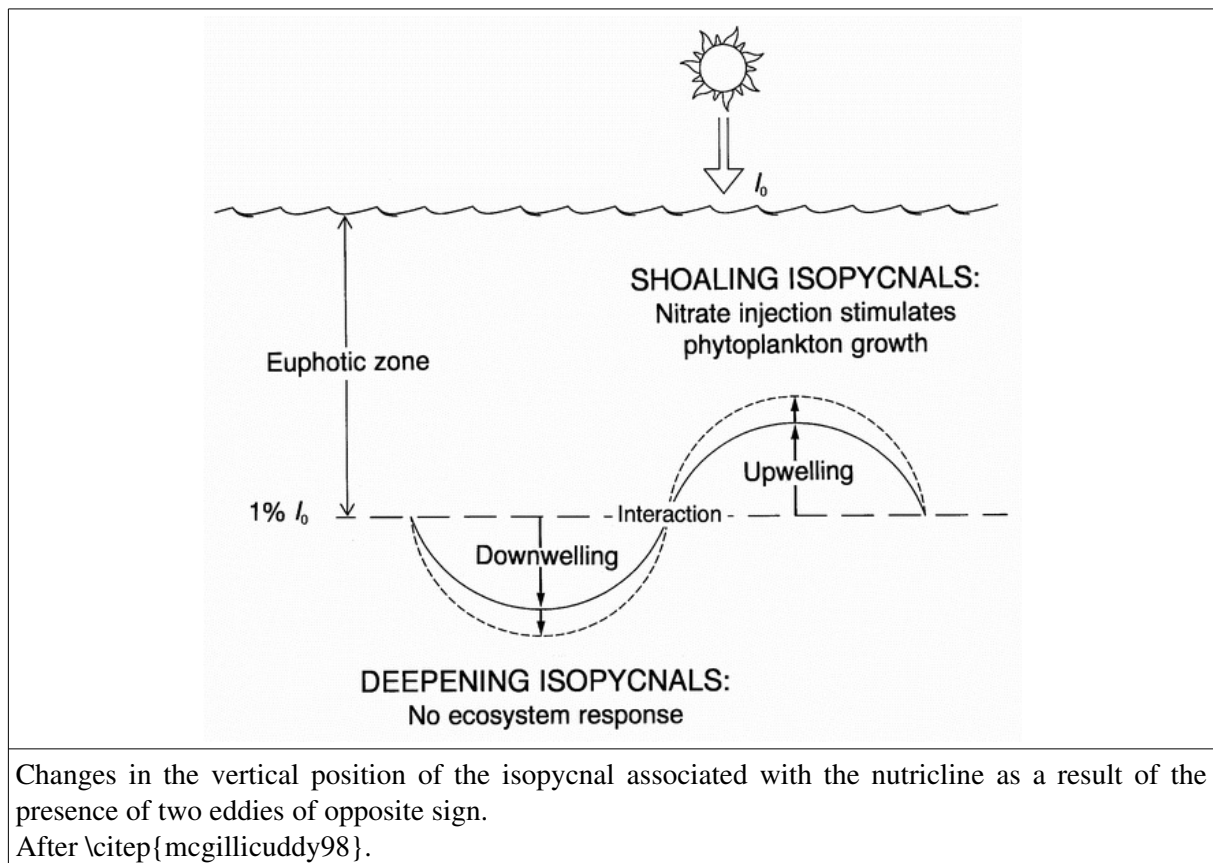 I₀
SHOALING ISOPYCNALS:
Nitrate injection stimulates
phytoplankton growth
Euphotic zone
Upwelling
1% I₀
Interaction
Downwelling
DEEPENING ISOPYCNALS:
No ecosystem response
Changes in the vertical position of the isopycnal associated with the nutricline as a result of the
presence of two eddies of opposite sign.
After \citep{mcgillicuddy98}.